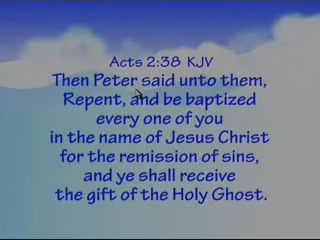 Acts 2:38 KJV
Then Peter said unto them,
Repent, and be baptized
every one of you
in the name of Jesus Christ
for the remission of sins,
and ye shall receive
the gift of the Holy Ghost.